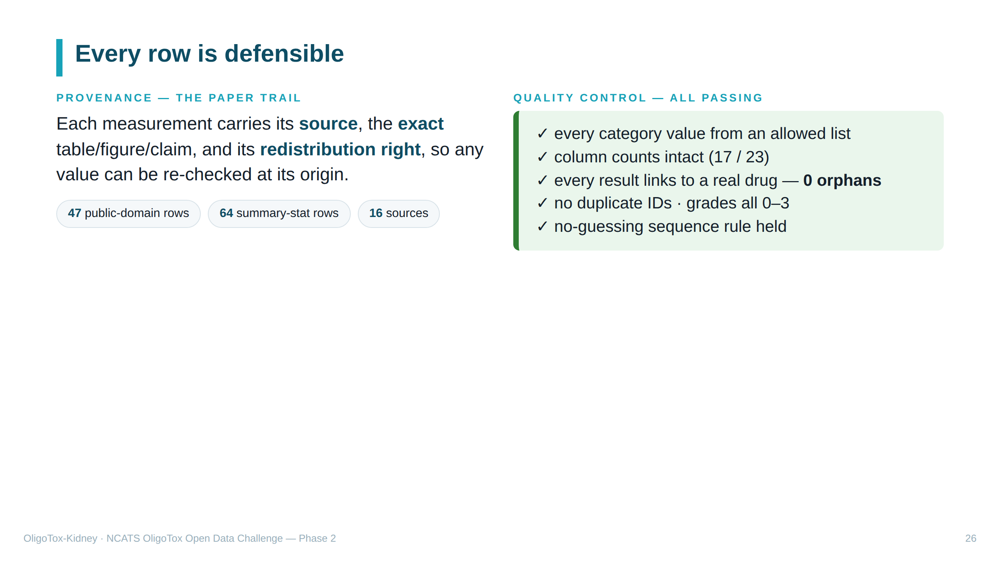 Every row is defensible
PROVENANCE — THE PAPER TRAIL
Each measurement carries its source, the exact
table/figure/claim, and its redistribution right, so any
value can be re-checked at its origin.
47 public-domain rows
64 summary-stat rows
16 sources
QUALITY CONTROL — ALL PASSING
✓ every category value from an allowed list
✓ column counts intact (17 / 23)
✓ every result links to a real drug — 0 orphans
✓ no duplicate IDs · grades all 0–3
✓ no-guessing sequence rule held
OligoTox-Kidney · NCATS OligoTox Open Data Challenge — Phase 2
26